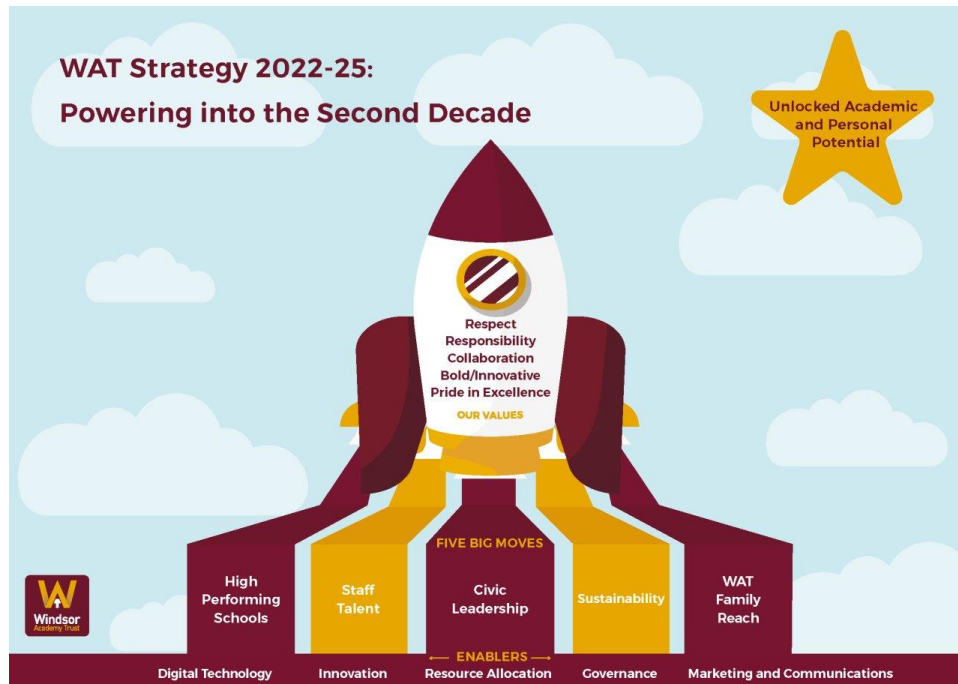 WAT Strategy 2022-25:
Powering into the Second Decade
Unlocked Academic
and Personal
Potential
Respect
Responsibility
Collaboration
Bold/Innovative
Pride in Excellence
OUR VALUES
FIVE BIG MOVES
High
Performing
Schools
Staff
Talent
Civic
Leadership
Sustainability
WAT
Family
Reach
Windsor
Academy Trust
ENABLERS
Digital Technology
Innovation
Resource Allocation
Governance
Marketing and Communications